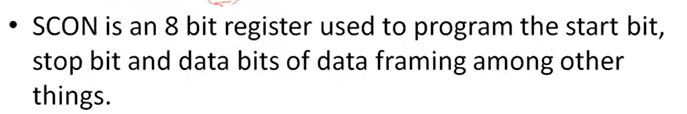 • SCON is an 8 bit register used to program the start bit,
stop bit and data bits of data framing among other
things.